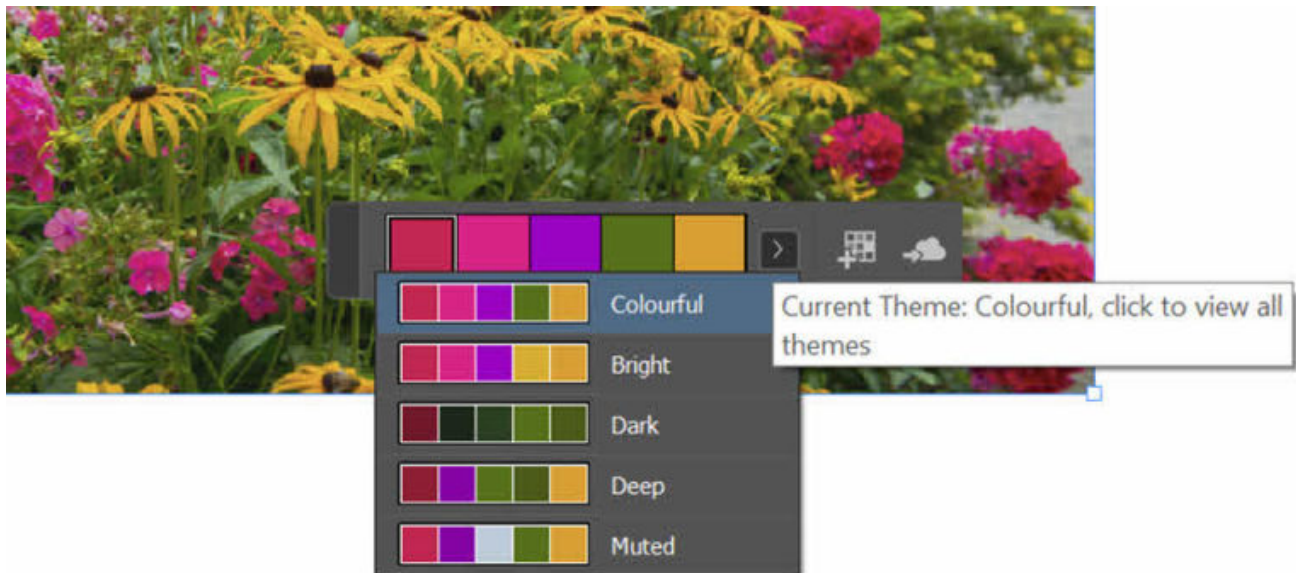 Colourful
Current Theme: Colourful, click to view all
themes
Bright
Dark
Deep
Muted